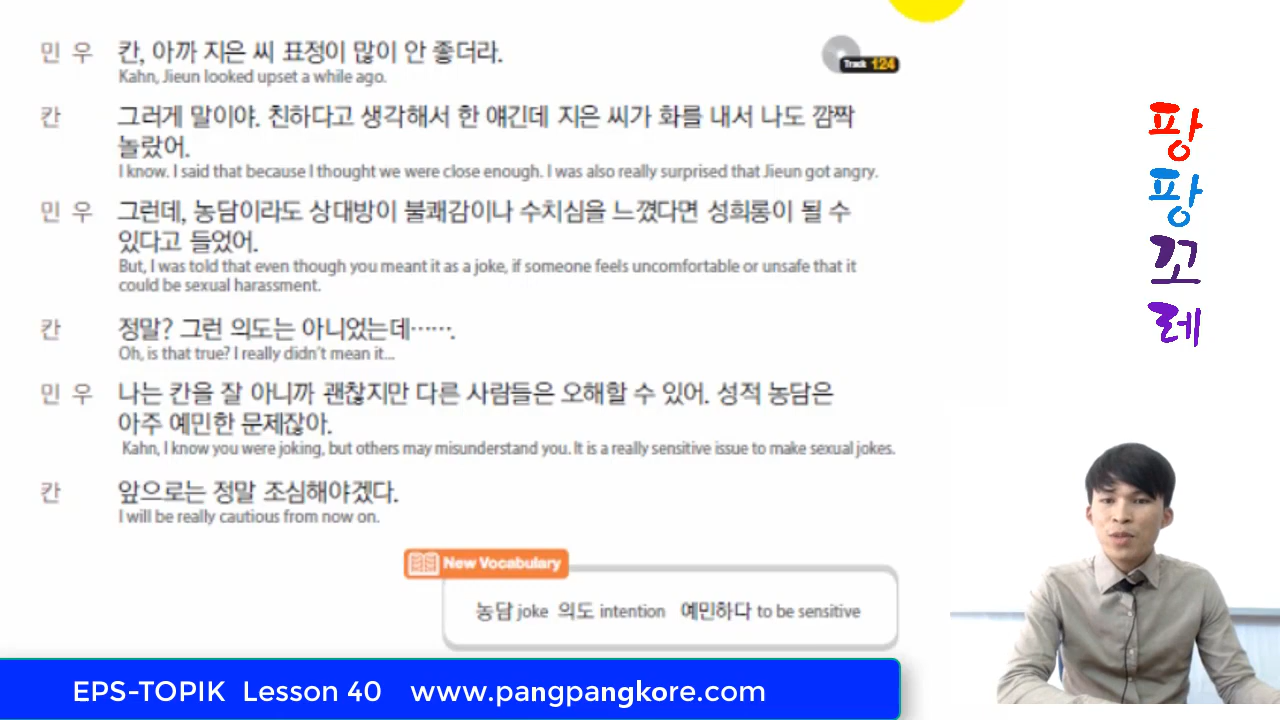 민 우 칸, 아까 지은 씨 표정이 많이 안 좋더라.
Kahn, Jieun looked upset a while ago.
Track 124
칸 그러게 말이야. 친하다고 생각해서 한 얘긴데 지은 씨가 화를 내서 나도 깜짝
놀랐어.
I know. I said that because I thought we were close enough. I was also really surprised that Jieun got angry.
민 우 그런데, 농담이라도 상대방이 불쾌감이나 수치심을 느꼈다면 성희롱이 될 수
있다고 들었어.
But, I was told that even though you meant it as a joke, if someone feels uncomfortable or unsafe that it
could be sexual harassment.
칸 정말? 그런 의도는 아니었는데…….
Oh, is that true? I really didn't mean it...
민 우 나는 칸을 잘 아니까 괜찮지만 다른 사람들은 오해할 수 있어. 성적 농담은
아주 예민한 문제잖아.
Kahn, I know you were joking, but others may misunderstand you. It is a really sensitive issue to make sexual jokes.
칸 앞으로는 정말 조심해야겠다.
I will be really cautious from now on.
New Vocabulary
농담 joke 의도 intention 예민하다 to be sensitive
팡
팡
꼬
레
EPS-TOPIK Lesson 40 www.pangpangkore.com